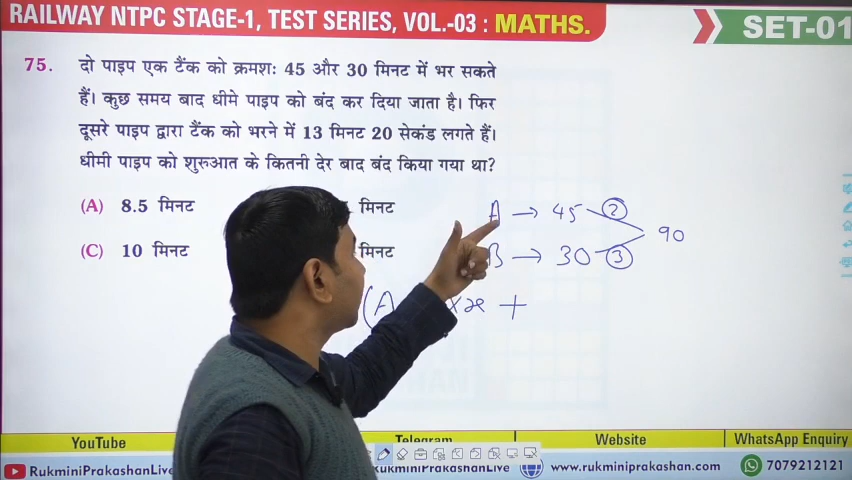 RAILWAY NTPC STAGE-1, TEST SERIES, VOL.-03 : MATHS.
SET-01
75. दो पाइप एक टैंक को क्रमशः 45 और 30 मिनट में भर सकते
हैं। कुछ समय बाद धीमे पाइप को बंद कर दिया जाता है। फिर
दूसरे पाइप द्वारा टैंक को भरने में 13 मिनट 20 सेकंड लगते हैं।
धीमी पाइप को शुरुआत के कितनी देर बाद बंद किया गया था?
(A) 8.5 मिनट
मिनट
(C) 10 मिनट
मिनट
A → 45 2
90
B → 30 3
(A
x +
YouTube
Telegram
Website
WhatsApp Enquiry
RukminiPrakashanLive
ukminiPrakashanLive
www.rukminiprakashan.com
7079212121